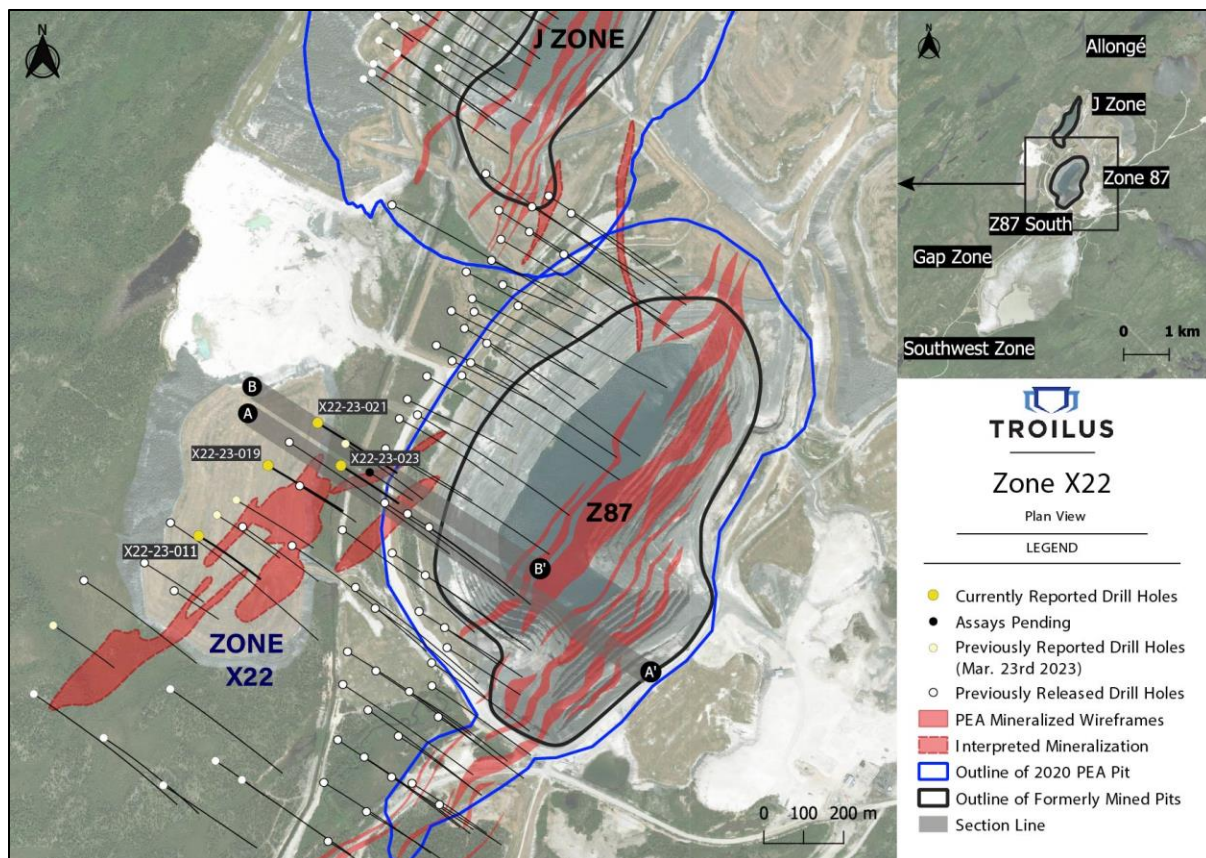 N
J ZONE
B
A
X22-23-021
X22-23-019
X22-23-023
X22-23-011
Z87
B'
A'
ZONE
X22
0 100 200 m
N
Allongé
J Zone
Zone 87
Z87 South
Gap Zone
Southwest Zone
0 1 km
TROILUS
Zone X22
Plan View
LEGEND
Currently Reported Drill Holes
Assays Pending
Previously Reported Drill Holes
(Mar. 23rd 2023)
Previously Released Drill Holes
PEA Mineralized Wireframes
Interpreted Mineralization
Outline of 2020 PEA Pit
Outline of Formerly Mined Pits
Section Line